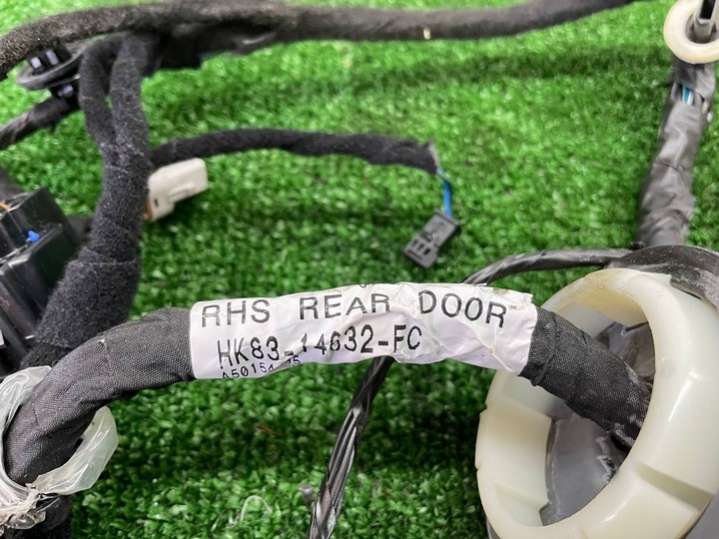 RHS REAR DOOR
HK83-14632-FC